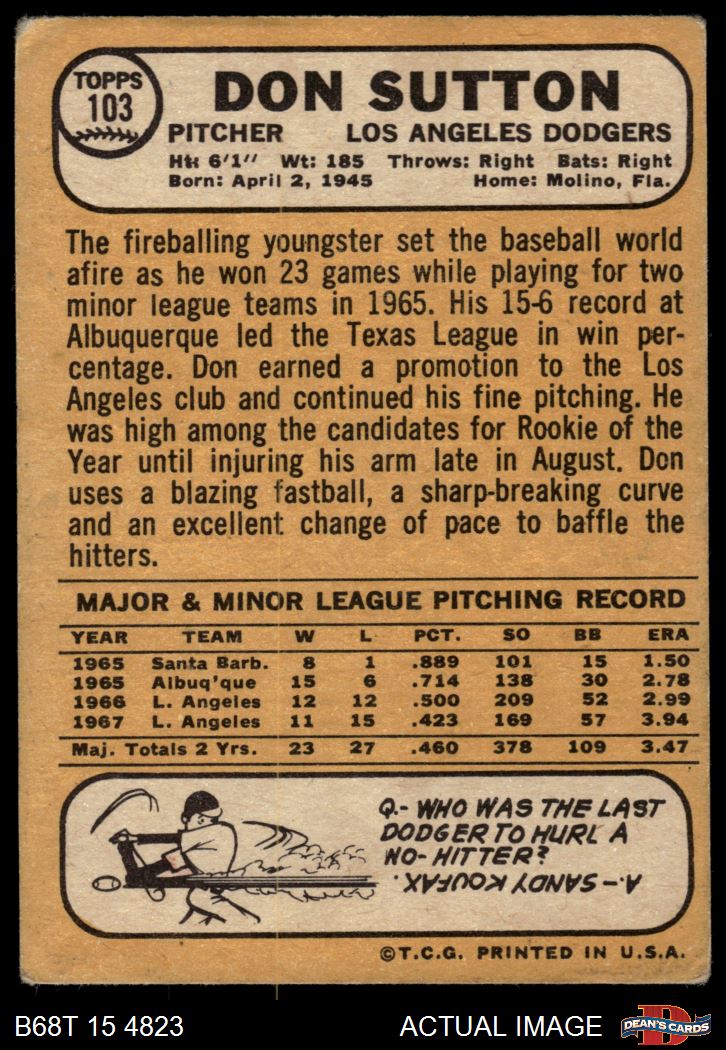 TOPPS
103
DON SUTTON
PITCHER LOS ANGELES DODGERS
Ht: 6'1" Wt: 185 Throws: Right Bats: Right
Born: April 2, 1945 Home: Molino, Fla.
The fireballing youngster set the baseball world
afire as he won 23 games while playing for two
minor league teams in 1965. His 15-6 record at
Albuquerque led the Texas League in win per-
centage. Don earned a promotion to the Los
Angeles club and continued his fine pitching. He
was high among the candidates for Rookie of the
Year until injuring his arm late in August. Don
uses a blazing fastball, a sharp-breaking curve
and an excellent change of pace to baffle the
hitters.
MAJOR & MINOR LEAGUE PITCHING RECORD
YEAR TEAM W L PCT. SO BB ERA
1965 Santa Barb. 8 1 .889 101 15 1.50
1965 Albuq'que 15 6 .714 138 30 2.78
1966 L. Angeles 12 12 .500 209 52 2.99
1967 L. Angeles 11 15 .423 169 57 3.94
Maj. Totals 2 Yrs. 23 27 .460 378 109 3.47
Q.- WHO WAS THE LAST
DODGER TO HURL A
NO-HITTER?
A.- SANDY KOUFAX.
©T.C.G. PRINTED IN U.S.A.
B68T 15 4823 ACTUAL IMAGE
D
DEAN'S CARDS